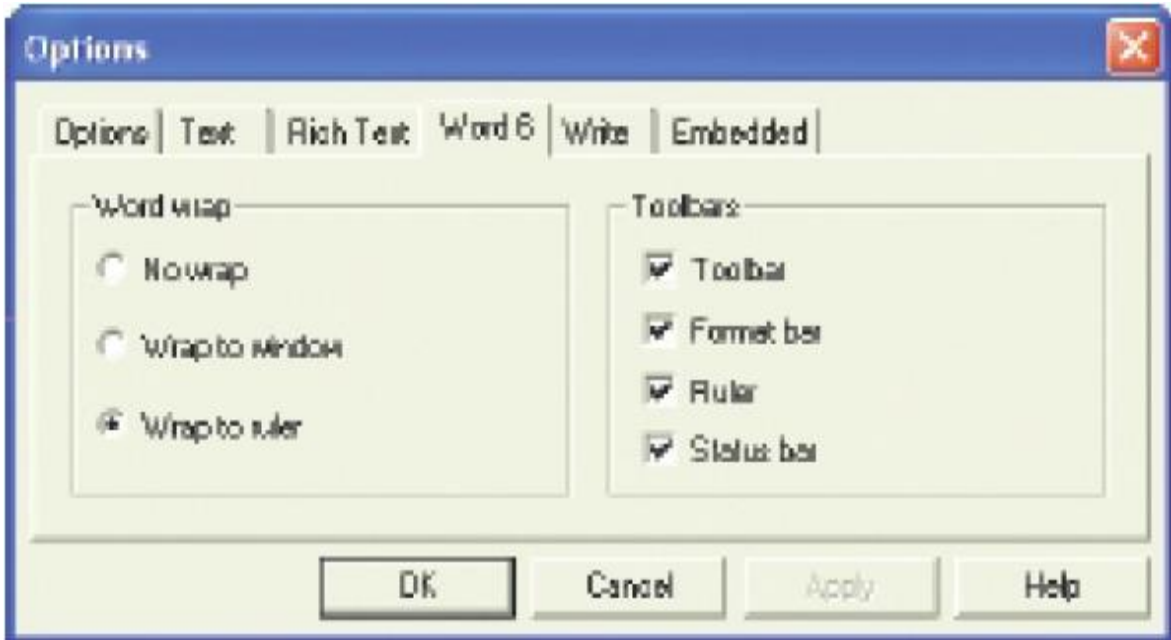 Options
Options Text Rich Text Word 6 Write Embedded
Word wrap
No wrap
Wrap to window
Wrap to ruler
Toolbars
Toolbar
Format bar
Ruler
Status bar
OK Cancel Apply Help